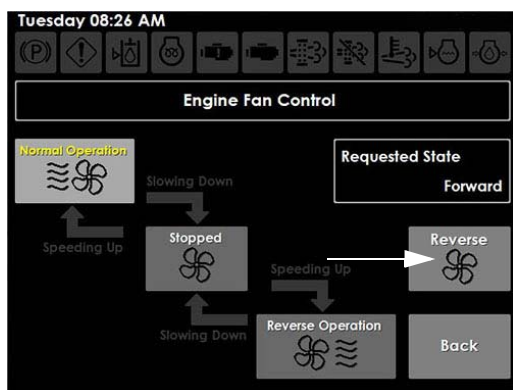 Tuesday 08:26 AM
(P)
Engine Fan Control
Normal Operation
Requested State
Forward
Slowing Down
Speeding Up
Stopped
Reverse
Speeding Up
Slowing Down
Reverse Operation
Back